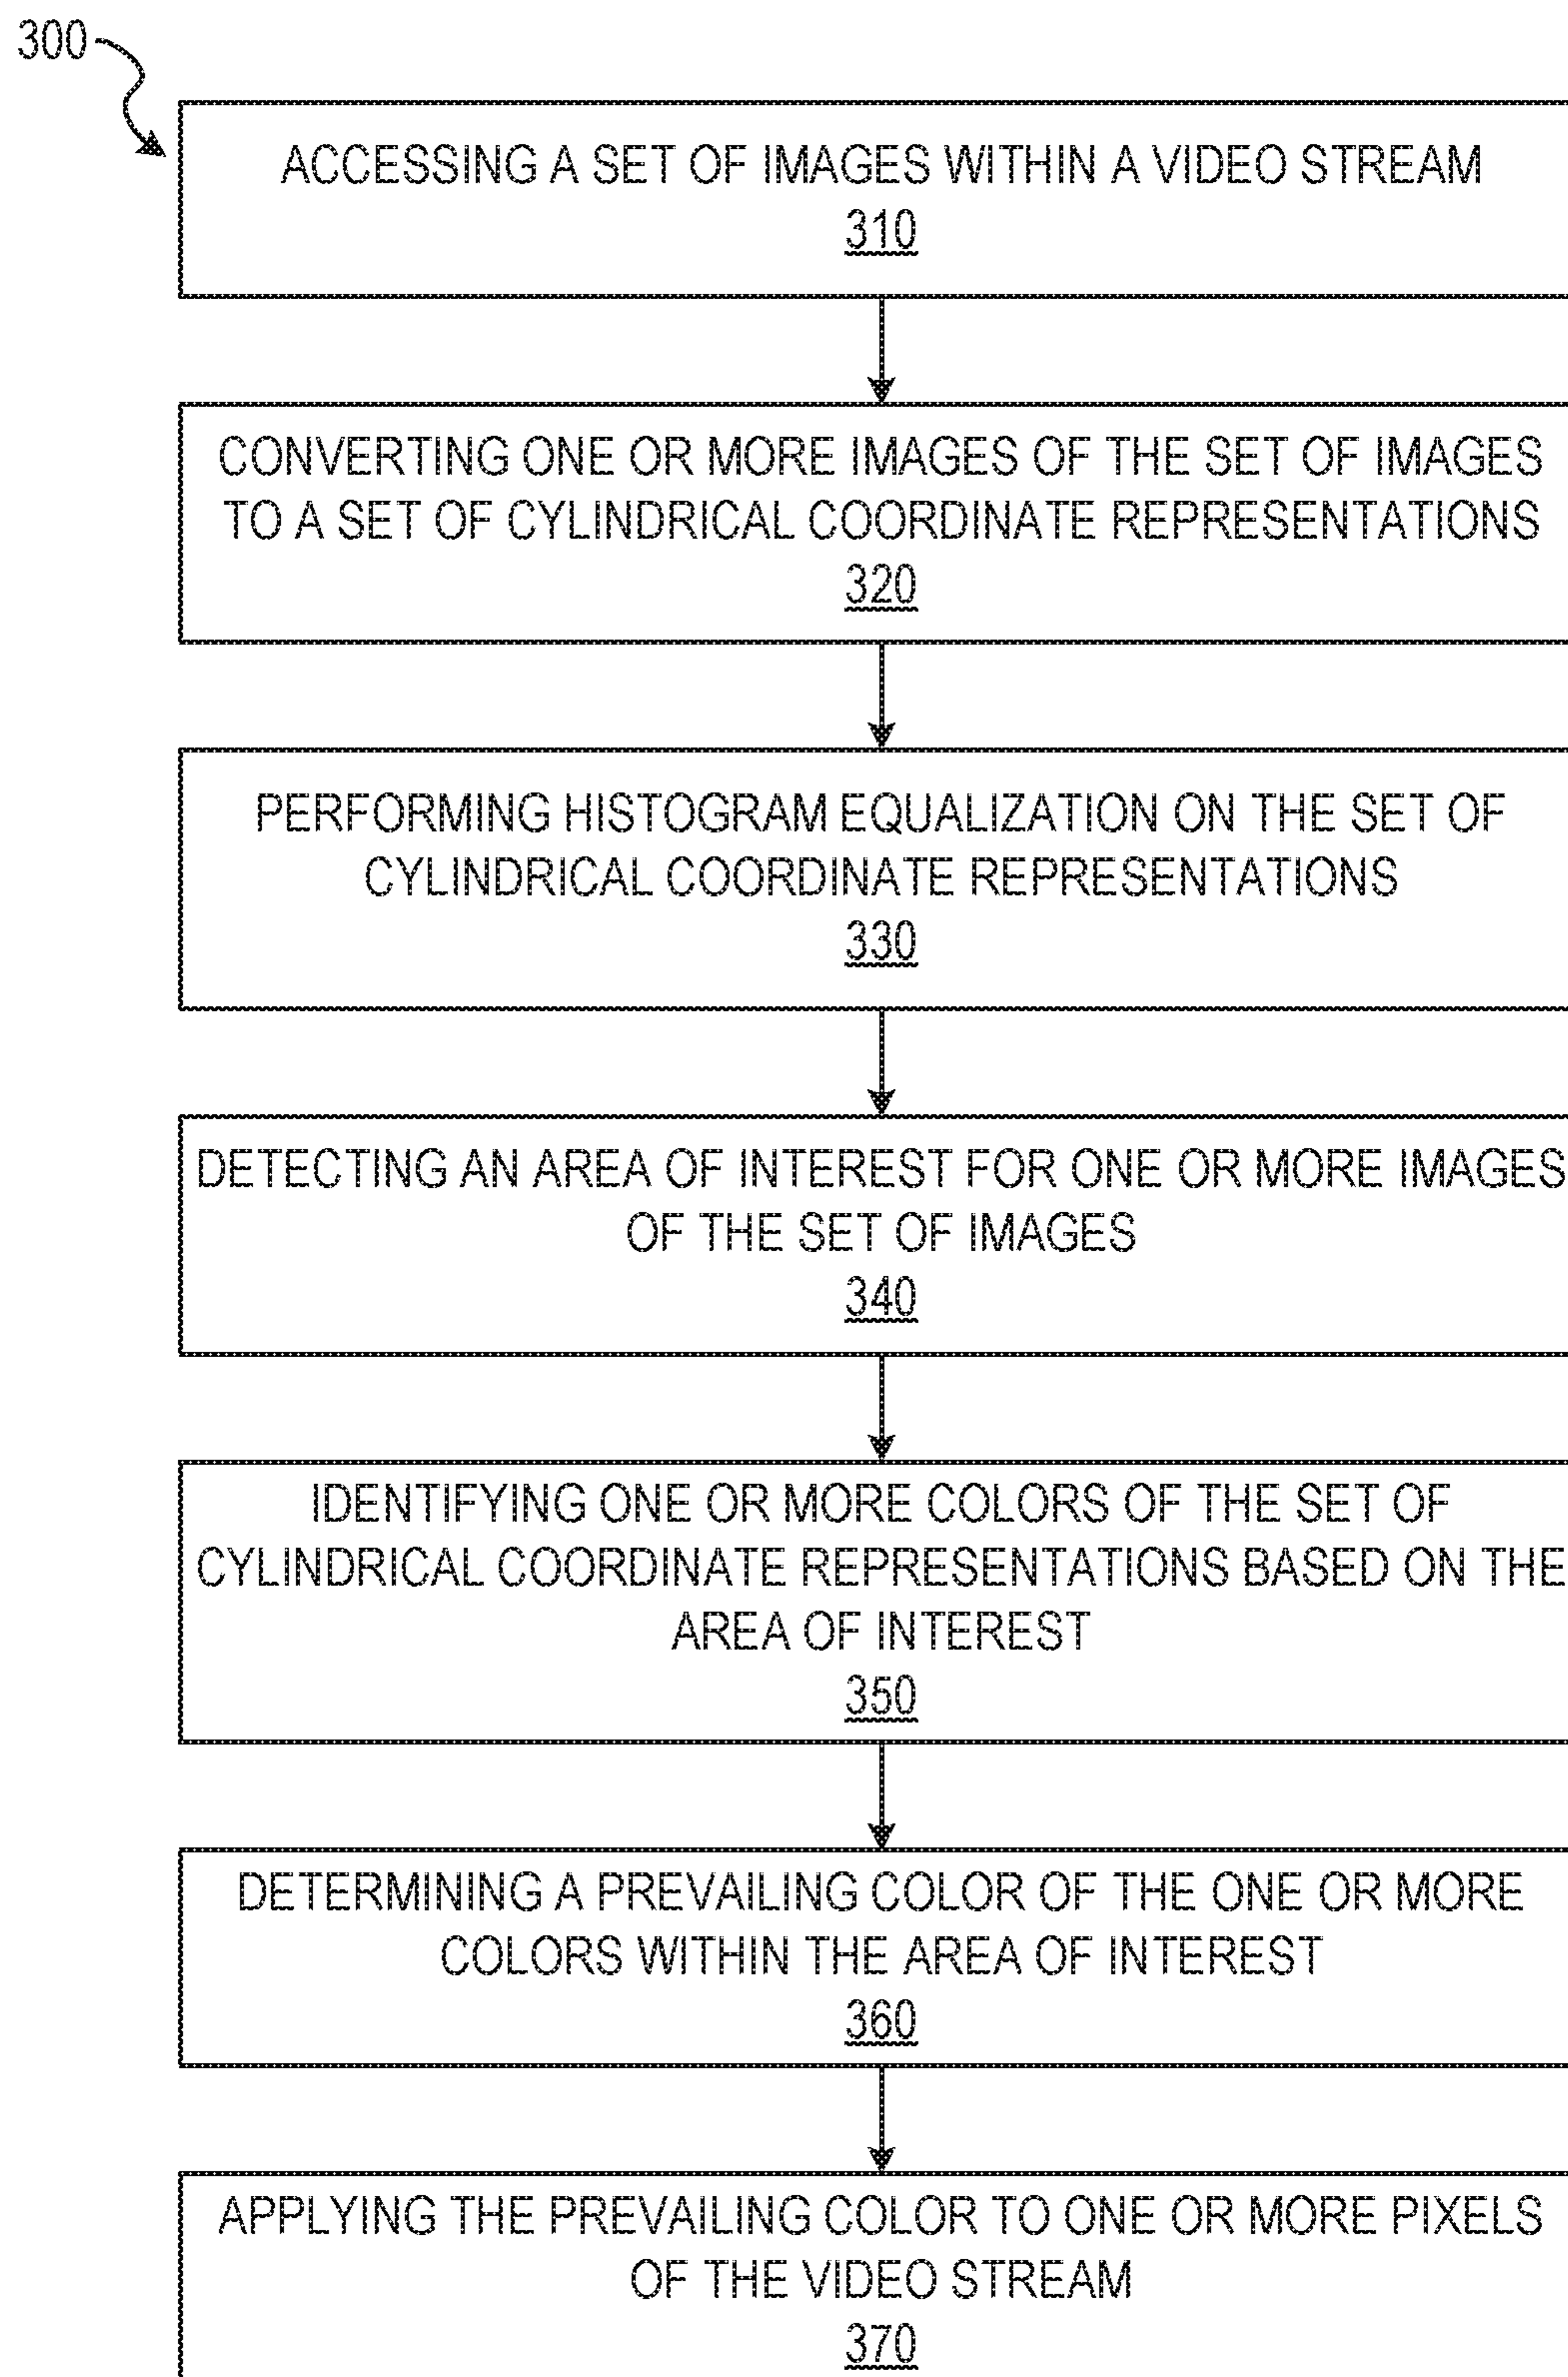 300
ACCESSING A SET OF IMAGES WITHIN A VIDEO STREAM
310
CONVERTING ONE OR MORE IMAGES OF THE SET OF IMAGES
TO A SET OF CYLINDRICAL COORDINATE REPRESENTATIONS
320
PERFORMING HISTOGRAM EQUALIZATION ON THE SET OF
CYLINDRICAL COORDINATE REPRESENTATIONS
330
DETECTING AN AREA OF INTEREST FOR ONE OR MORE IMAGES
OF THE SET OF IMAGES
340
IDENTIFYING ONE OR MORE COLORS OF THE SET OF
CYLINDRICAL COORDINATE REPRESENTATIONS BASED ON THE
AREA OF INTEREST
350
DETERMINING A PREVAILING COLOR OF THE ONE OR MORE
COLORS WITHIN THE AREA OF INTEREST
360
APPLYING THE PREVAILING COLOR TO ONE OR MORE PIXELS
OF THE VIDEO STREAM
370